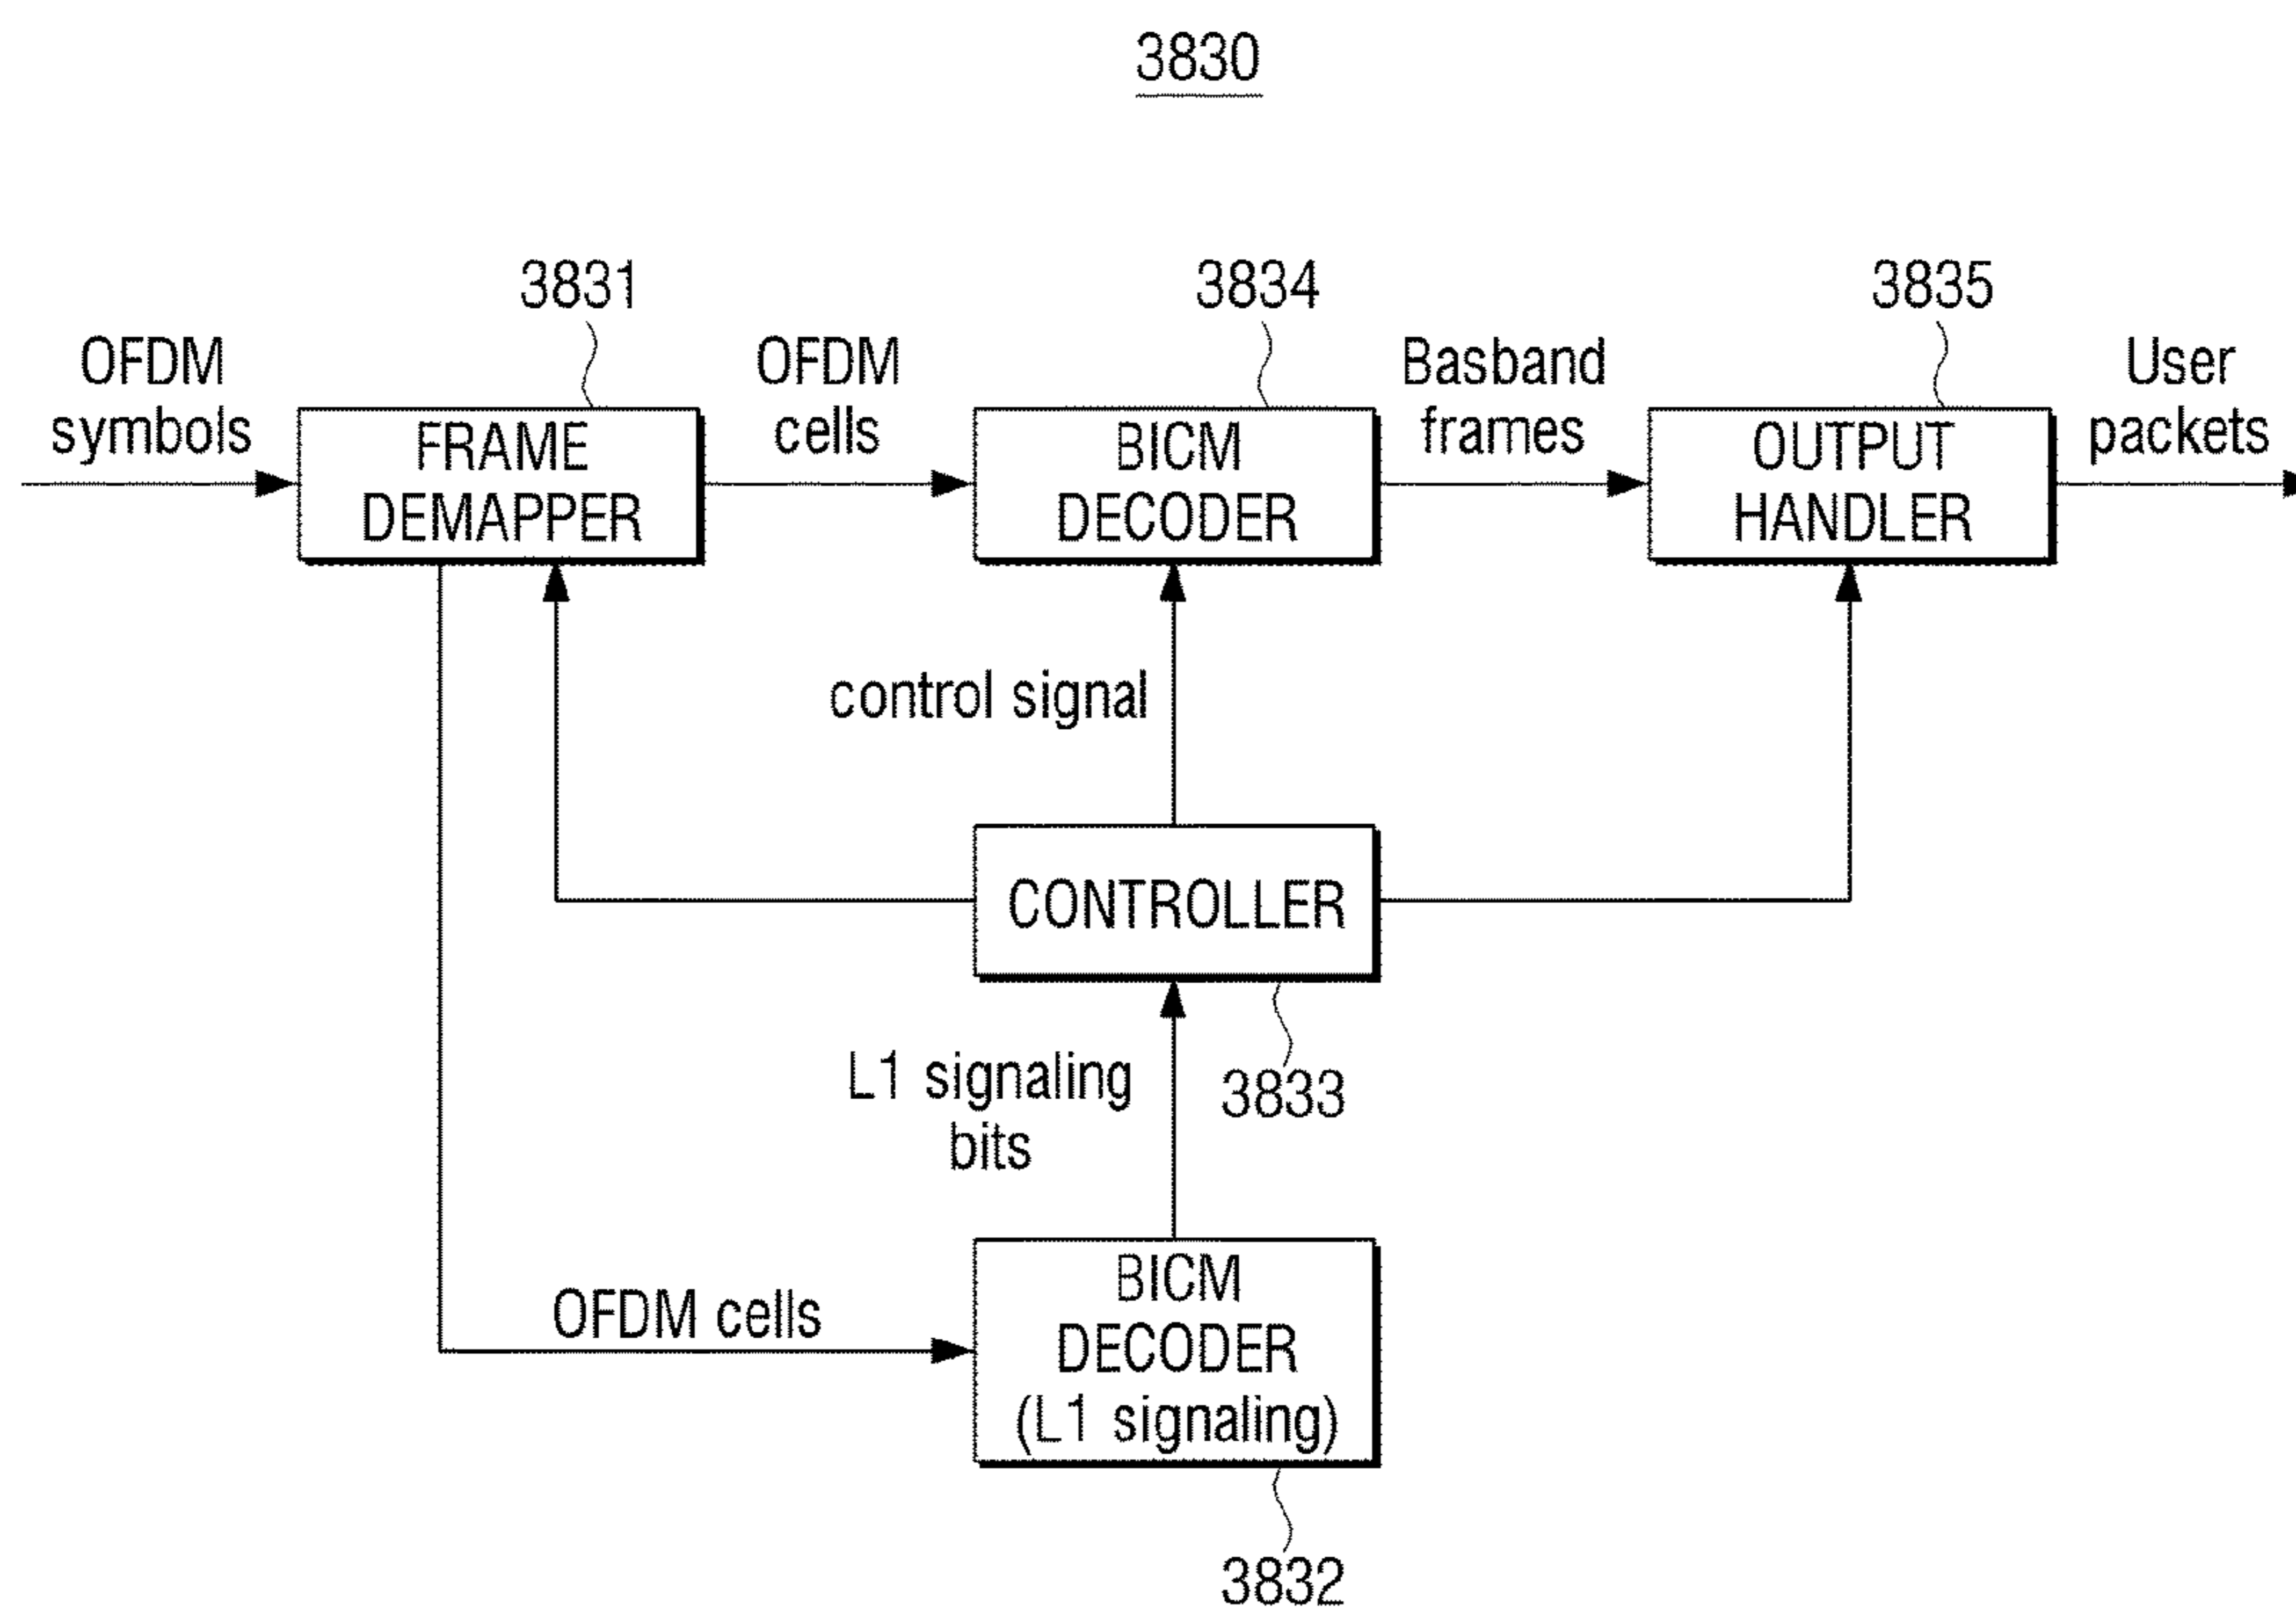 3830
3831
3834
3835
OFDM
symbols
OFDM
cells
Basband
frames
User
packets
FRAME
DEMAPPER
BICM
DECODER
OUTPUT
HANDLER
control signal
CONTROLLER
L1 signaling
bits
3833
OFDM cells
BICM
DECODER
(L1 signaling)
3832